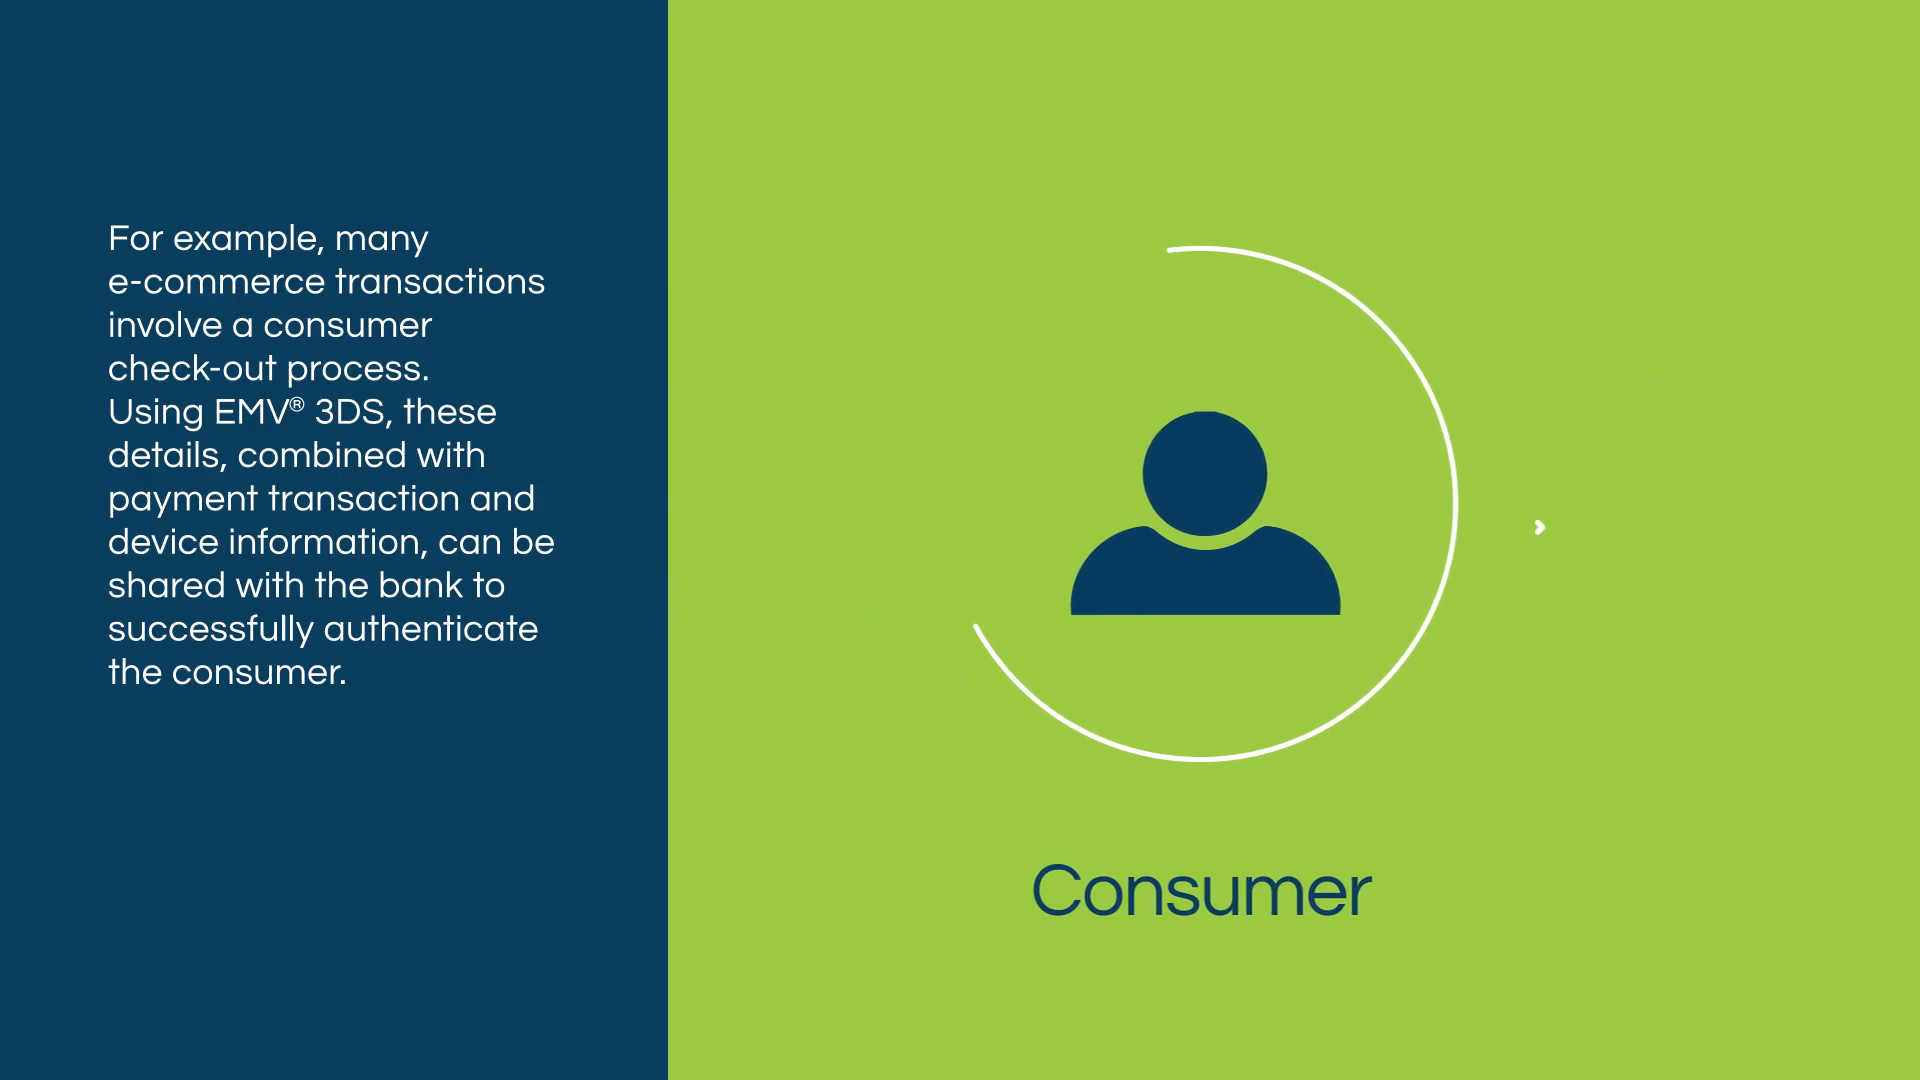 For example, many
e-commerce transactions
involve a consumer
check-out process.
Using EMV® 3DS, these
details, combined with
payment transaction and
device information, can be
shared with the bank to
successfully authenticate
the consumer.
Consumer